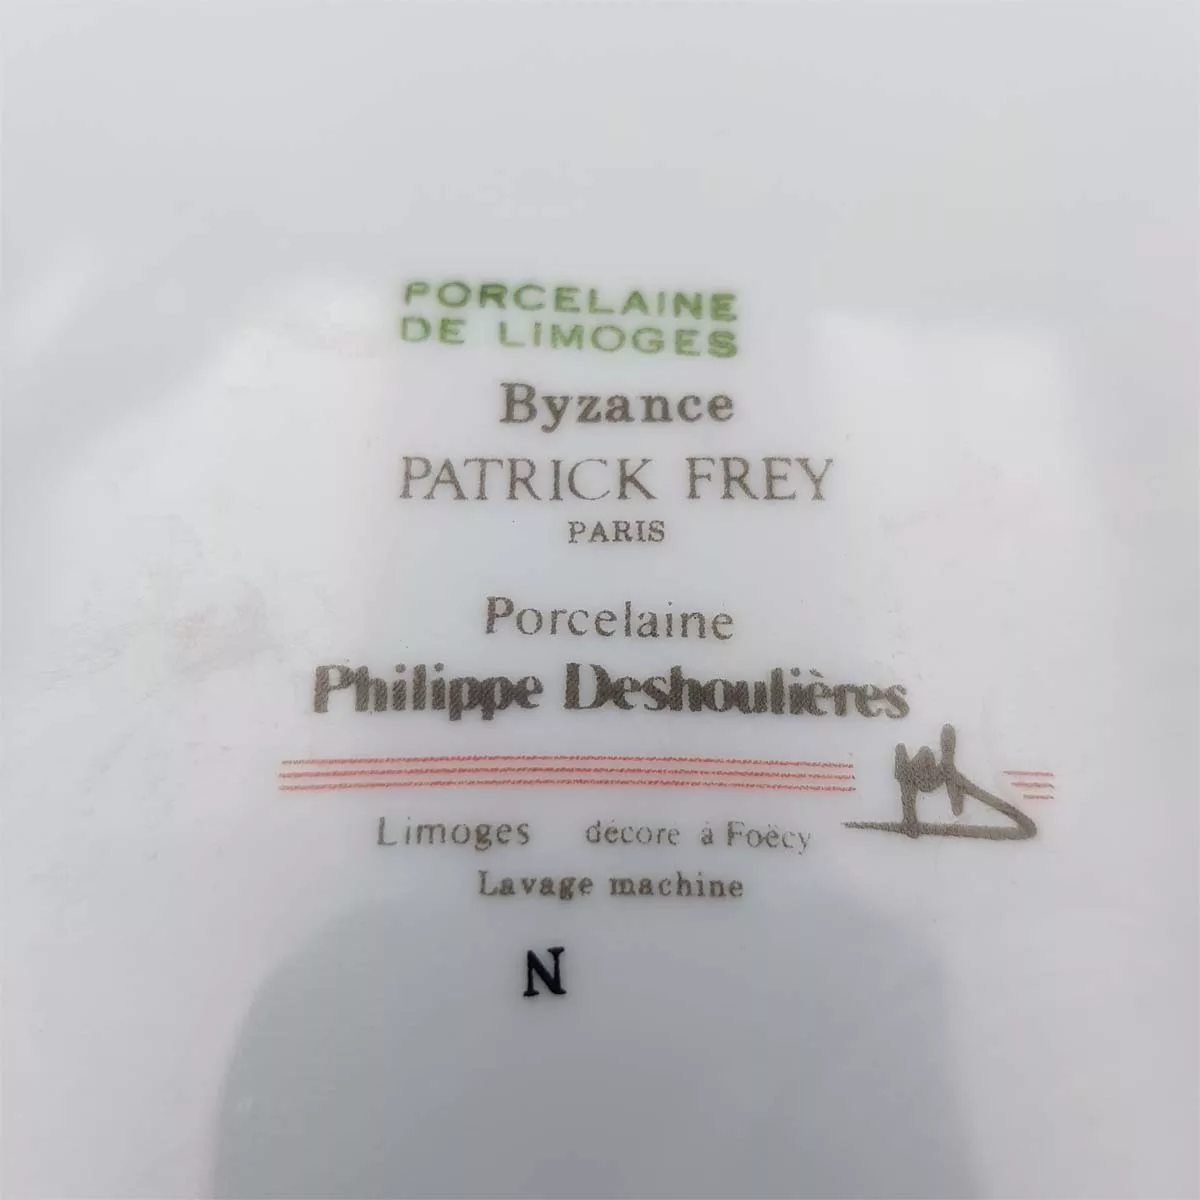 PORCELAINE
DE LIMOGES
Byzance
PATRICK FREY
PARIS
Porcelaine
Philippe Deshoulières
Limoges décore à Foëcy
Lavage machine
N